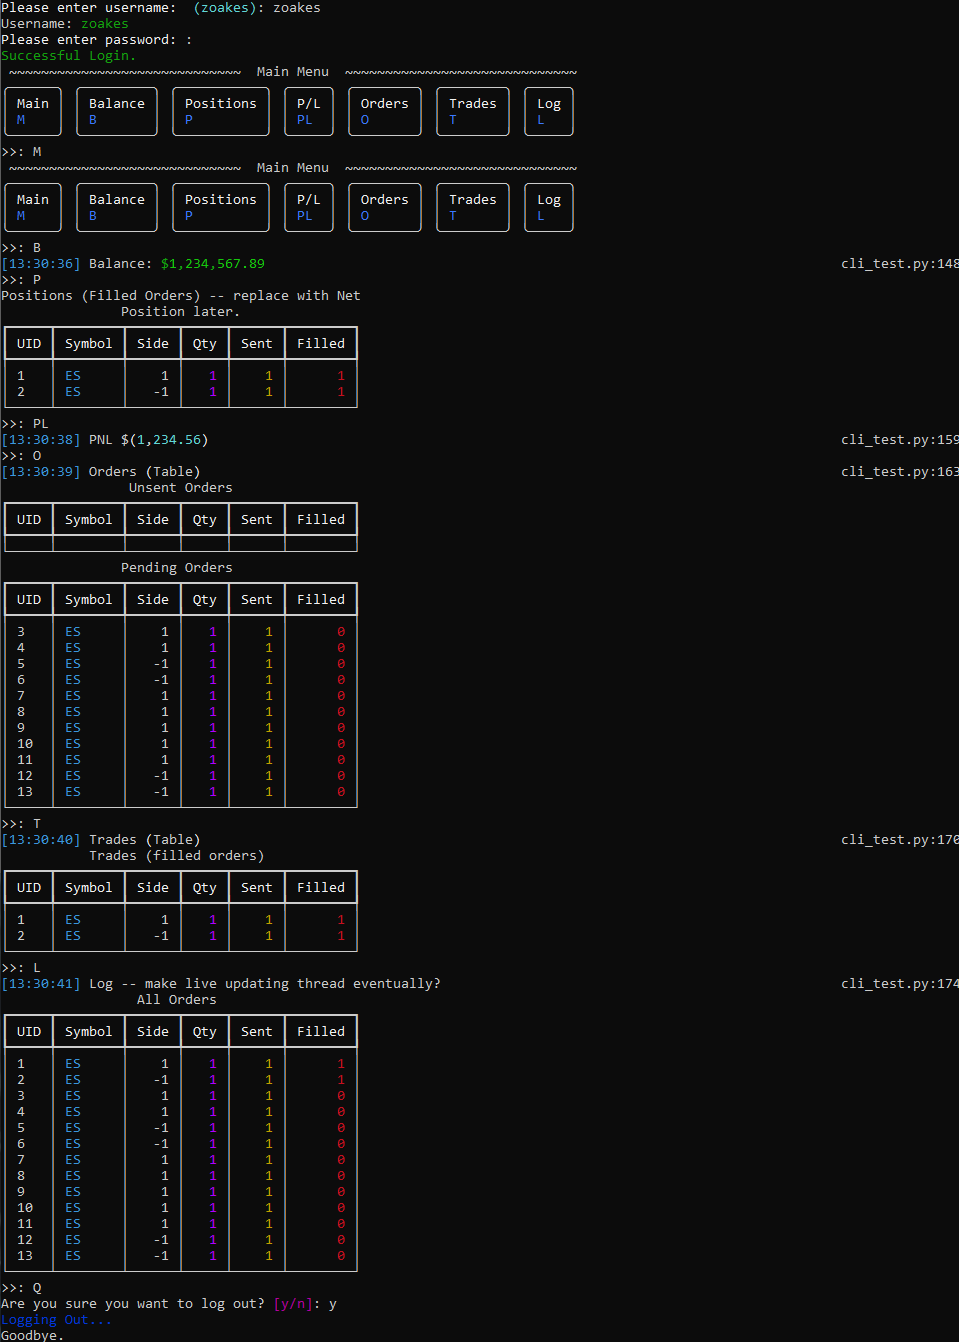 Please enter username:  (zoakes): zoakes
Username: zoakes
Please enter password: :
Successful Login.
~~~~~~~~~~~~~~~~~~~~~~~~~~~~~  Main Menu  ~~~~~~~~~~~~~~~~~~~~~~~~~~~~~
Main Balance Positions P/L Orders Trades Log
M B P PL O T L
>>: M
~~~~~~~~~~~~~~~~~~~~~~~~~~~~~  Main Menu  ~~~~~~~~~~~~~~~~~~~~~~~~~~~~~
Main Balance Positions P/L Orders Trades Log
M B P PL O T L
>>: B
[13:30:36] Balance: $1,234,567.89 cli_test.py:148
>>: P
Positions (Filled Orders) -- replace with Net
Position later.
UID Symbol Side Qty Sent Filled
1 ES 1 1 1 1
2 ES -1 1 1 1
>>: PL
[13:30:38] PNL $(1,234.56) cli_test.py:159
>>: O
[13:30:39] Orders (Table) cli_test.py:163
Unsent Orders
UID Symbol Side Qty Sent Filled
Pending Orders
UID Symbol Side Qty Sent Filled
3 ES 1 1 1 0
4 ES 1 1 1 0
5 ES -1 1 1 0
6 ES -1 1 1 0
7 ES 1 1 1 0
8 ES 1 1 1 0
9 ES 1 1 1 0
10 ES 1 1 1 0
11 ES 1 1 1 0
12 ES -1 1 1 0
13 ES -1 1 1 0
>>: T
[13:30:40] Trades (Table) cli_test.py:170
Trades (filled orders)
UID Symbol Side Qty Sent Filled
1 ES 1 1 1 1
2 ES -1 1 1 1
>>: L
[13:30:41] Log -- make live updating thread eventually? cli_test.py:174
All Orders
UID Symbol Side Qty Sent Filled
1 ES 1 1 1 1
2 ES -1 1 1 1
3 ES 1 1 1 0
4 ES 1 1 1 0
5 ES -1 1 1 0
6 ES -1 1 1 0
7 ES 1 1 1 0
8 ES 1 1 1 0
9 ES 1 1 1 0
10 ES 1 1 1 0
11 ES 1 1 1 0
12 ES -1 1 1 0
13 ES -1 1 1 0
>>: Q
Are you sure you want to log out? [y/n]: y
Logging Out...
Goodbye.